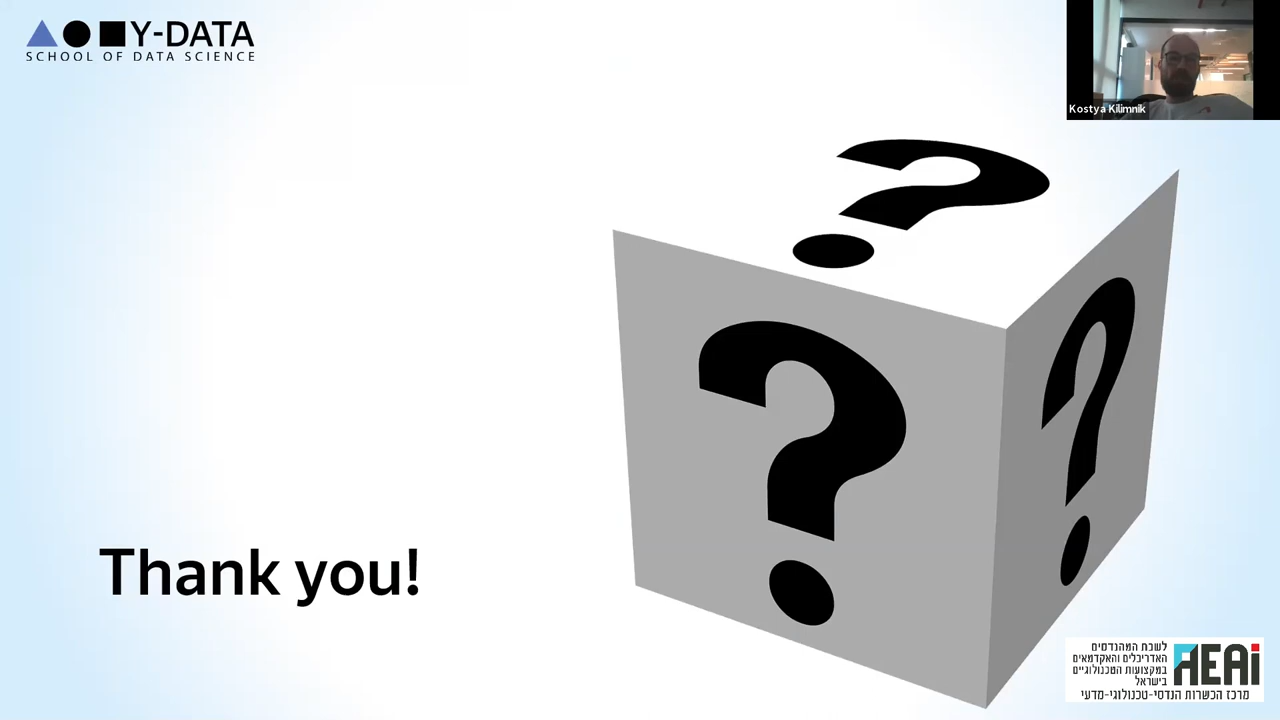 Y-DATA
SCHOOL OF DATA SCIENCE
Kostya Kilimnik
?
?
?
Thank you!
לשכת המהנדסים
האדריכלים והאקדמאים
במקצועות הטכנולוגיים
בישראל
AEAi
מרכז הכשרות הנדסי-טכנולוגי-מדעי